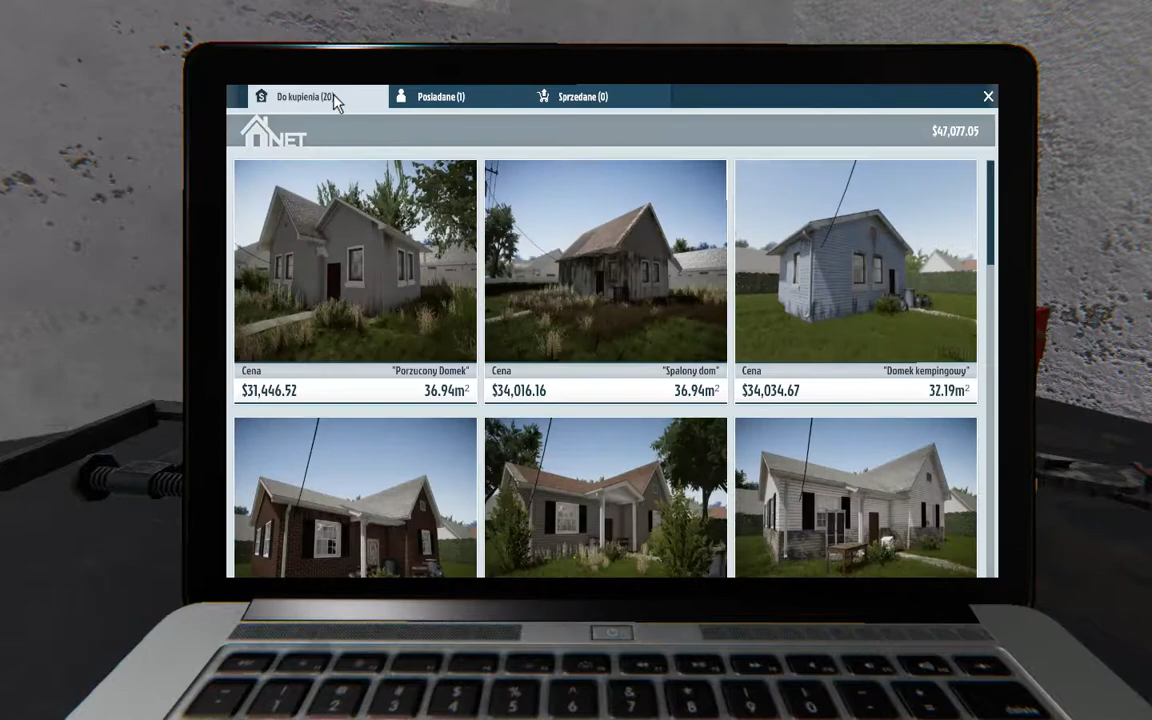 Do kupienia (20)
Posiadane (1)
Sprzedane (0)
NET
$47,077.05
Cena "Porzucony Domek"
$31,446.52 36.94m²
Cena "Spalony dom"
$34,016.16 36.94m²
Cena "Domek kempingowy"
$34,034.67 32.19m²
delete